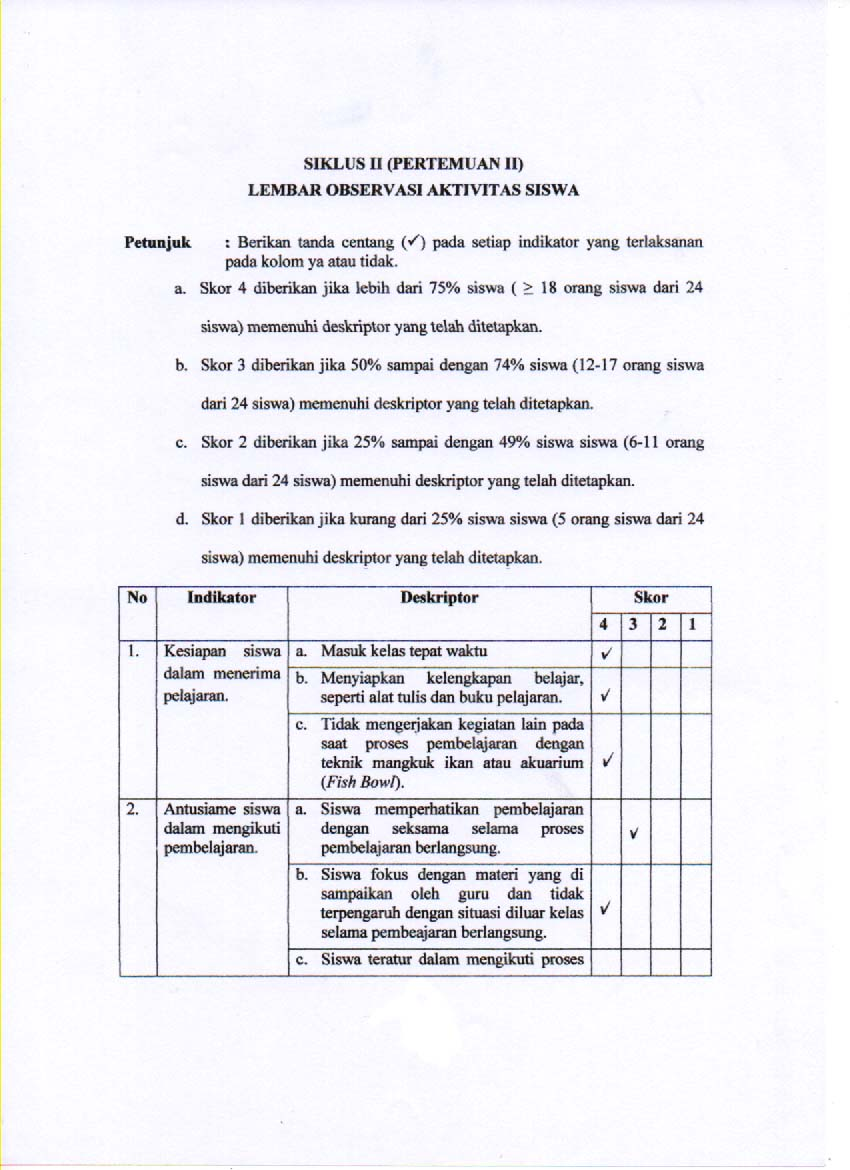 SIKLUS II (PERTEMUAN II)
LEMBAR OBSERVASI AKTIVITAS SISWA
Petunjuk : Berikan tanda centang (✓) pada setiap indikator yang terlaksanan
pada kolom ya atau tidak.
a. Skor 4 diberikan jika lebih dari 75% siswa ( ≥ 18 orang siswa dari 24
siswa) memenuhi deskriptor yang telah ditetapkan.
b. Skor 3 diberikan jika 50% sampai dengan 74% siswa (12-17 orang siswa
dari 24 siswa) memenuhi deskriptor yang telah ditetapkan.
c. Skor 2 diberikan jika 25% sampai dengan 49% siswa siswa (6-11 orang
siswa dari 24 siswa) memenuhi deskriptor yang telah ditetapkan.
d. Skor 1 diberikan jika kurang dari 25% siswa siswa (5 orang siswa dari 24
siswa) memenuhi deskriptor yang telah ditetapkan.
No Indikator Deskriptor Skor
4 3 2 1
1. Kesiapan siswa
dalam menerima
pelajaran.
a. Masuk kelas tepat waktu ✓
b. Menyiapkan kelengkapan belajar,
seperti alat tulis dan buku pelajaran. ✓
c. Tidak mengerjakan kegiatan lain pada
saat proses pembelajaran dengan
teknik mangkuk ikan atau akuarium ✓
(Fish Bowl).
2. Antusiame siswa
dalam mengikuti
pembelajaran.
a. Siswa memperhatikan pembelajaran
dengan seksama selama proses ✓
pembelajaran berlangsung.
b. Siswa fokus dengan materi yang di
sampaikan oleh guru dan tidak
terpengaruh dengan situasi diluar kelas ✓
selama pembeajaran berlangsung.
c. Siswa teratur dalam mengikuti proses